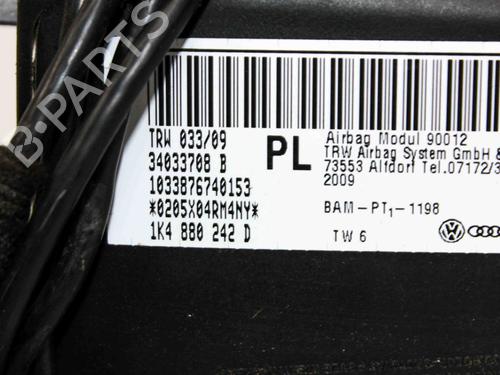 B-PARTS
TRW 033/09
34033708 B
1033876740153
*0205X04RM4NY*
1K4 880 242 D
PL
Airbag Modul 90012
TRW Airbag System GmbH &
73553 Alfdorf Tel.07172/3
2009
BAM-PT1-1198
TW 6